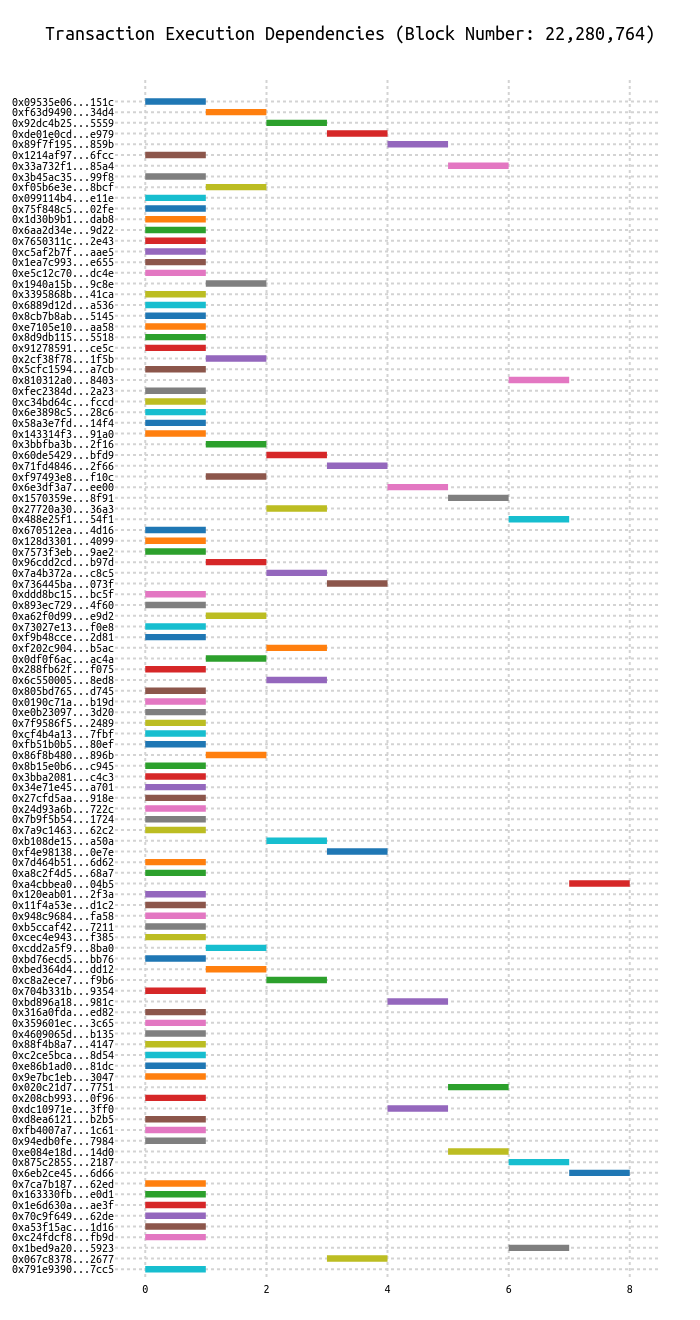 Transaction Execution Dependencies (Block Number: 22,280,764)
0x09535e06...151c
0xf63d9490...34d4
0x92dc4b25...5559
0xde01e0cd...e979
0x89f7f195...859b
0x1214af97...6fcc
0x33a732f1...85a4
0x3b45ac35...99f8
0xf05b6e3e...8bcf
0x099114b4...e11e
0x75f848c5...02fe
0x1d30b9b1...dab8
0x6aa2d34e...9d22
0x7650311c...2e43
0xc5af2b7f...aae5
0x1ea7c993...e655
0xe5c12c70...dc4e
0x1940a15b...9c8e
0x3395868b...41ca
0x6889d12d...a536
0x8cb7b8ab...5145
0xe7105e10...aa58
0x8d9db115...5518
0x91278591...ce5c
0x2cf38f78...1f5b
0x5cfc1594...a7cb
0x810312a0...8403
0xfec2384d...2a23
0xc34bd64c...fccd
0x6e3898c5...28c6
0x58a3e7fd...14f4
0x143314f3...91a0
0x3bbfba3b...2f16
0x60de5429...bfd9
0x71fd4846...2f66
0xf97493e8...f10c
0x6e3df3a7...ee00
0x1570359e...8f91
0x27720a30...36a3
0x488e25f1...54f1
0x670512ea...4d16
0x128d3301...4099
0x7573f3eb...9ae2
0x96cdd2cd...b97d
0x7a4b372a...c8c5
0x736445ba...073f
0xddd8bc15...bc5f
0x893ec729...4f60
0xa62f0d99...e9d2
0x73027e13...f0e8
0xf9b48cce...2d81
0xf202c904...b5ac
0x0df0f6ac...ac4a
0x288fb62f...f075
0x6c550005...8ed8
0x805bd765...d745
0x0190c71a...b19d
0xe0b23097...3d20
0x7f9586f5...2489
0xcf4b4a13...7fbf
0xfb51b0b5...80ef
0x86f8b480...896b
0x8b15e0b6...c945
0x3bba2081...c4c3
0x34e71e45...a701
0x27cfd5aa...918e
0x24d93a6b...722c
0x7b9f5b54...1724
0x7a9c1463...62c2
0xb108de15...a50a
0xf4e98138...0e7e
0x7d464b51...6d62
0xa8c2f4d5...68a7
0xa4cbbea0...04b5
0x120eab01...2f3a
0x11f4a53e...d1c2
0x948c9684...fa58
0xb5ccaf42...7211
0xcec4e943...f385
0xcdd2a5f9...8ba0
0xbd76ecd5...bb76
0xbed364d4...dd12
0xc8a2ece7...f9b6
0x704b331b...9354
0xbd896a18...981c
0x316a0fda...ed82
0x359601ec...3c65
0x4609065d...b135
0x88f4b8a7...4147
0xc2ce5bca...8d54
0xe86b1ad0...81dc
0x9e7bc1eb...3047
0x020c21d7...7751
0x208cb993...0f96
0xdc10971e...3ff0
0xd8ea6121...b2b5
0xfb4007a7...1c61
0x94edb0fe...7984
0xe084e18d...14d0
0x875c2855...2187
0x6eb2ce45...6d66
0x7ca7b187...62ed
0x163330fb...e0d1
0x1e6d630a...ae3f
0x70c9f649...62de
0xa53f15ac...1d16
0xc24fdcf8...fb9d
0x1bed9a20...5923
0x067c8378...2677
0x791e9390...7cc5
0 2 4 6 8